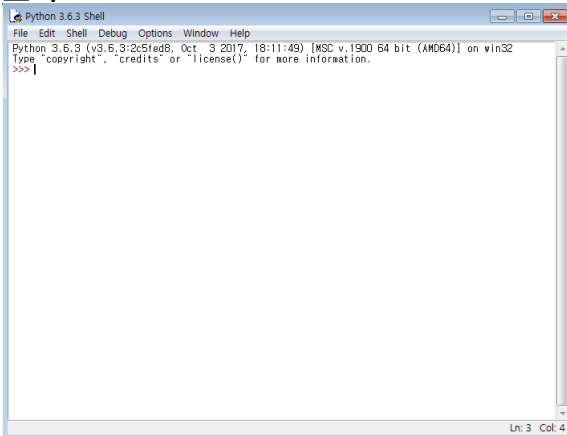 Python 3.6.3 Shell
File Edit Shell Debug Options Window Help
Python 3.6.3 (v3.6.3:2c5fed8, Oct  3 2017, 18:11:49) [MSC v.1900 64 bit (AMD64)] on win32
Type "copyright", "credits" or "license()" for more information.
>>>
Ln: 3 Col: 4